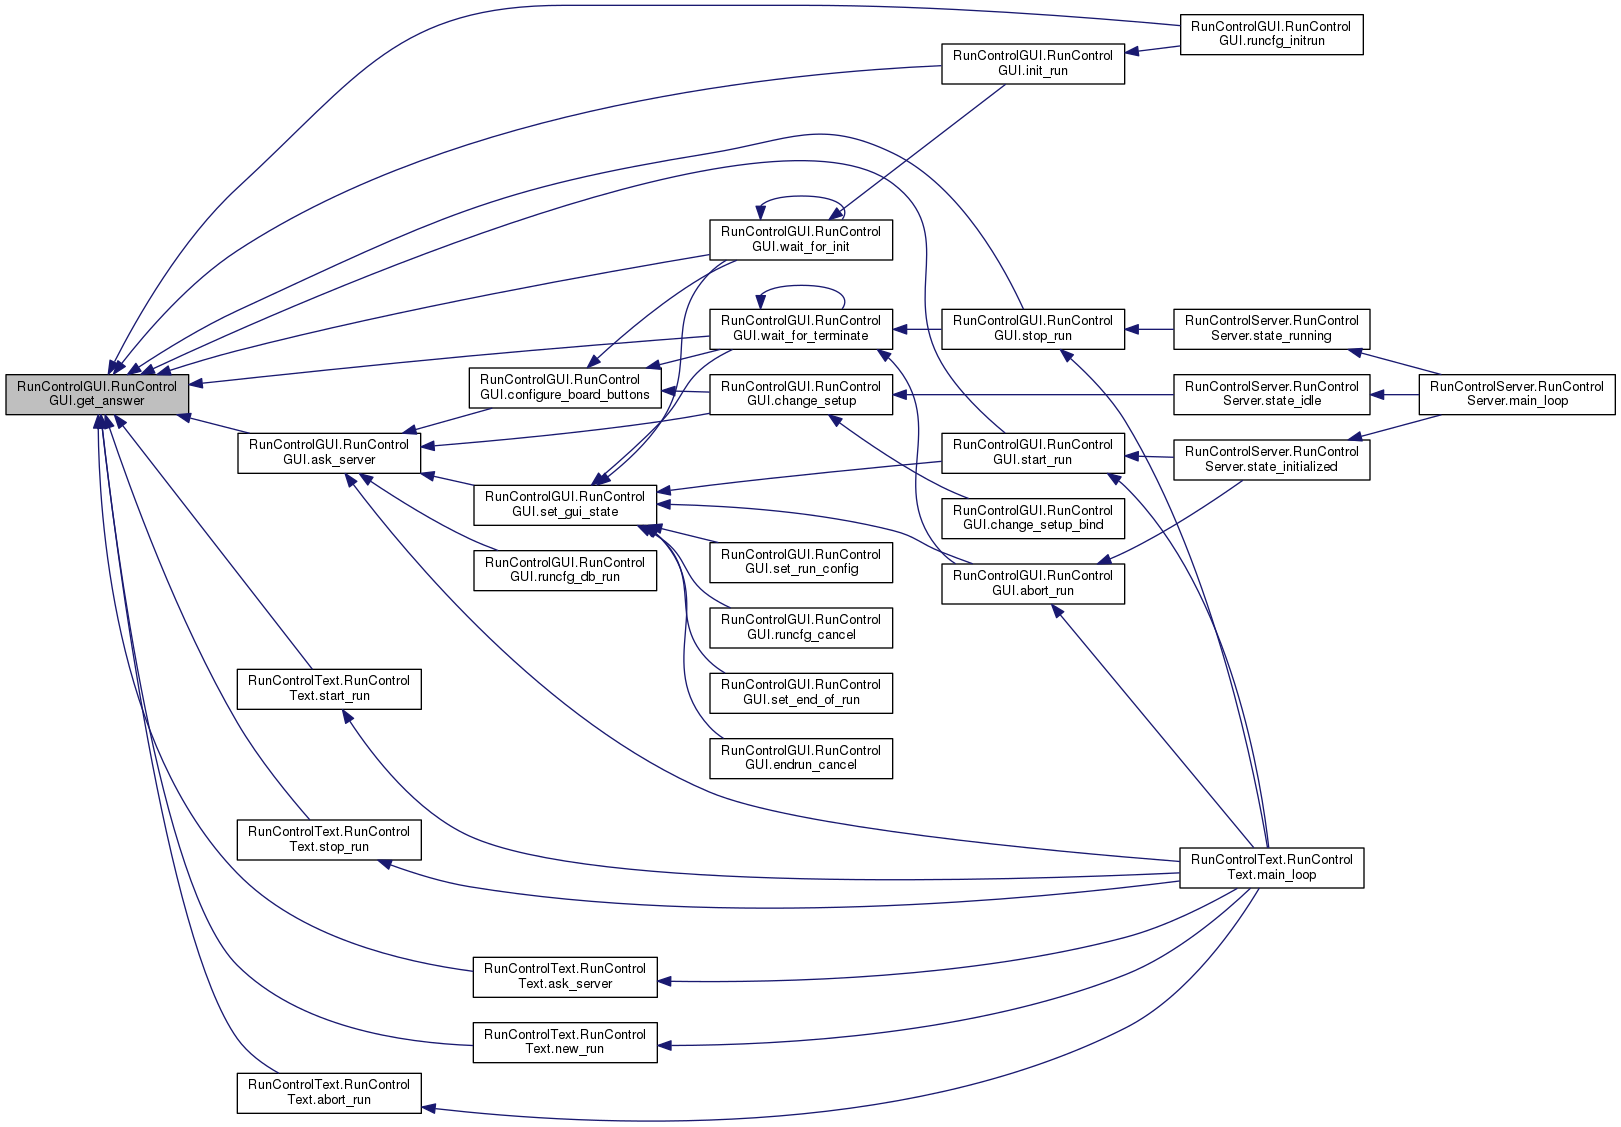 RunControlGUI.RunControl
GUI.runcfg_initrun
RunControlGUI.RunControl
GUI.init_run
RunControlGUI.RunControl
GUI.wait_for_init
RunControlGUI.RunControl
GUI.wait_for_terminate
RunControlGUI.RunControl
GUI.stop_run
RunControlServer.RunControl
Server.state_running
RunControlGUI.RunControl
GUI.get_answer
RunControlGUI.RunControl
GUI.configure_board_buttons
RunControlGUI.RunControl
GUI.change_setup
RunControlServer.RunControl
Server.state_idle
RunControlServer.RunControl
Server.main_loop
RunControlGUI.RunControl
GUI.ask_server
RunControlGUI.RunControl
GUI.start_run
RunControlServer.RunControl
Server.state_initialized
RunControlGUI.RunControl
GUI.set_gui_state
RunControlGUI.RunControl
GUI.change_setup_bind
RunControlGUI.RunControl
GUI.runcfg_db_run
RunControlGUI.RunControl
GUI.set_run_config
RunControlGUI.RunControl
GUI.abort_run
RunControlGUI.RunControl
GUI.runcfg_cancel
RunControlText.RunControl
Text.start_run
RunControlGUI.RunControl
GUI.set_end_of_run
RunControlGUI.RunControl
GUI.endrun_cancel
RunControlText.RunControl
Text.stop_run
RunControlText.RunControl
Text.main_loop
RunControlText.RunControl
Text.ask_server
RunControlText.RunControl
Text.new_run
RunControlText.RunControl
Text.abort_run